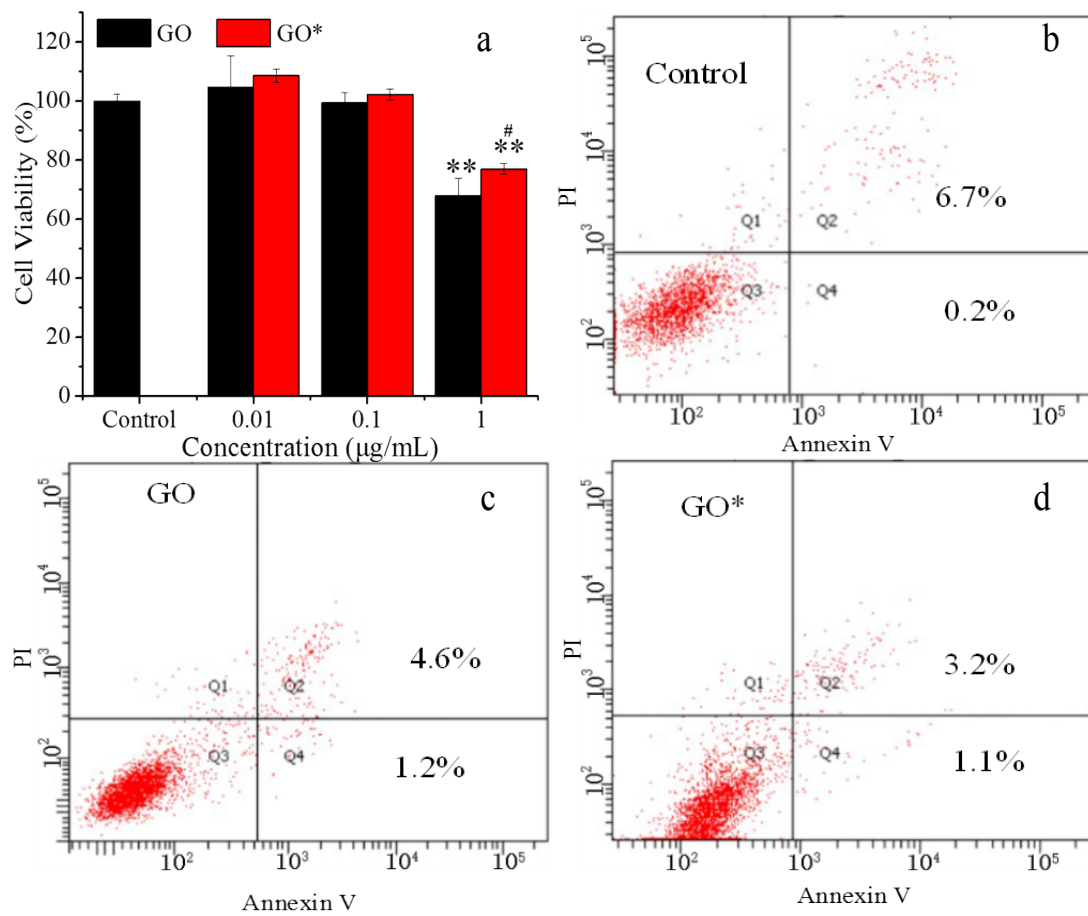 GO GO* a
120
100
80
60
40
20
0
Cell Viability (%)
**
#
**
Control 0.01 0.1 1
Concentration (μg/mL)
b
Control
10⁵
10⁴
10³
10²
PI
Q1 Q2
6.7%
Q3 Q4
0.2%
10² 10³ 10⁴ 10⁵
Annexin V
GO c
10⁵
10⁴
10³
10²
PI
Q1 Q2
4.6%
Q3 Q4
1.2%
10² 10³ 10⁴ 10⁵
Annexin V
GO* d
10⁵
10⁴
10³
10²
PI
Q1 Q2
3.2%
Q3 Q4
1.1%
10² 10³ 10⁴ 10⁵
Annexin V